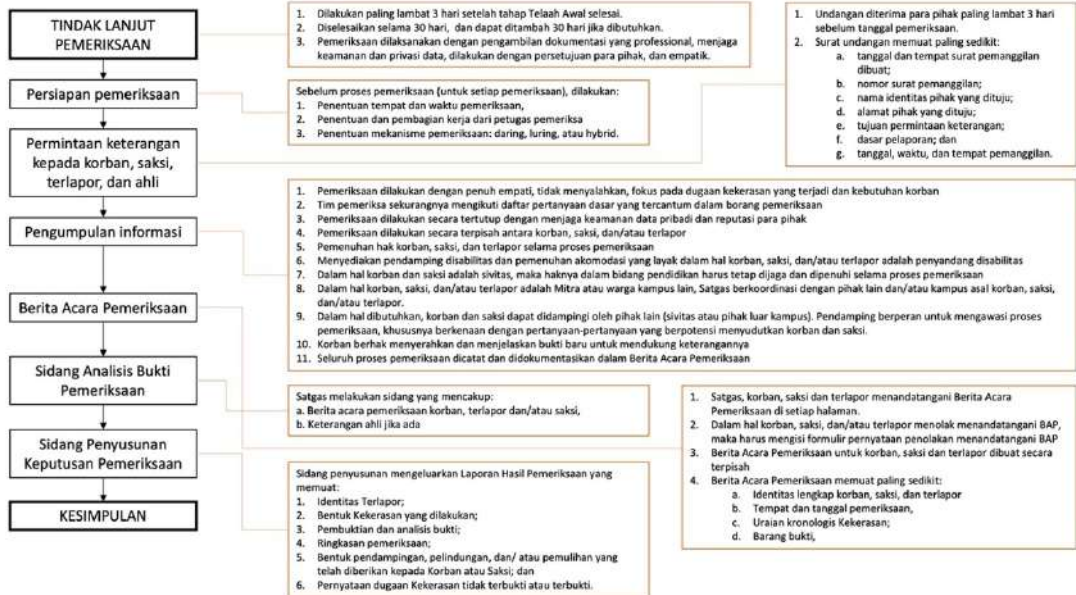 TINDAK LANJUT
PEMERIKSAAN
1. Dilakukan paling lambat 3 hari setelah tahap Telaah Awal selesai.
2. Diselesaikan selama 30 hari, dan dapat ditambah 30 hari jika dibutuhkan.
3. Pemeriksaan dilaksanakan dengan pengambilan dokumentasi yang professional, menjaga
keamanan dan privasi data, dilakukan dengan persetujuan para pihak, dan empatik.
1. Undangan diterima para pihak paling lambat 3 hari
sebelum tanggal pemeriksaan.
2. Surat undangan memuat paling sedikit:
a. tanggal dan tempat surat pemanggilan
dibuat;
b. nomor surat pemanggilan;
c. nama identitas pihak yang dituju;
d. alamat pihak yang dituju;
e. tujuan permintaan keterangan;
f. dasar pelaporan; dan
g. tanggal, waktu, dan tempat pemanggilan.
Persiapan pemeriksaan
Sebelum proses pemeriksaan (untuk setiap pemeriksaan), dilakukan:
1. Penentuan tempat dan waktu pemeriksaan,
2. Penentuan dan pembagian kerja dari petugas pemeriksa
3. Penentuan mekanisme pemeriksaan: daring, luring, atau hybrid.
Permintaan keterangan
kepada korban, saksi,
terlapor, dan ahli
Pengumpulan informasi
1. Pemeriksaan dilakukan dengan penuh empati, tidak menyalahkan, fokus pada dugaan kekerasan yang terjadi dan kebutuhan korban
2. Tim pemeriksa sekurangnya mengikuti daftar pertanyaan dasar yang tercantum dalam borang pemeriksaan
3. Pemeriksaan dilakukan secara tertutup dengan menjaga keamanan data pribadi dan reputasi para pihak
4. Pemeriksaan dilakukan secara terpisah antara korban, saksi, dan/atau terlapor
5. Pemenuhan hak korban, saksi, dan terlapor selama proses pemeriksaan
6. Menyediakan pendamping disabilitas dan pemenuhan akomodasi yang layak dalam hal korban, saksi, dan/atau terlapor adalah penyandang disabilitas
7. Dalam hal korban dan saksi adalah sivitas, maka haknya dalam bidang pendidikan harus tetap dijaga dan dipenuhi selama proses pemeriksaan
8. Dalam hal korban, saksi, dan/atau terlapor adalah Mitra atau warga kampus lain, Satgas berkoordinasi dengan pihak lain dan/atau kampus asal korban, saksi,
dan/atau terlapor.
9. Dalam hal dibutuhkan, korban dan saksi dapat didampingi oleh pihak lain (sivitas atau pihak luar kampus). Pendamping berperan untuk mengawasi proses
pemeriksaan, khususnya berkenaan dengan pertanyaan-pertanyaan yang berpotensi menyudutkan korban dan saksi.
10. Korban berhak menyerahkan dan menjelaskan bukti baru untuk mendukung keterangannya
11. Seluruh proses pemeriksaan dicatat dan didokumentasikan dalam Berita Acara Pemeriksaan
Berita Acara Pemeriksaan
Sidang Analisis Bukti
Pemeriksaan
Satgas melakukan sidang yang mencakup:
a. Berita acara pemeriksaan korban, terlapor dan/atau saksi,
b. Keterangan ahli jika ada
1. Satgas, korban, saksi dan terlapor menandatangani Berita Acara
Pemeriksaan di setiap halaman.
2. Dalam hal korban, saksi, dan/atau terlapor menolak menandatangani BAP,
maka harus mengisi formulir pernyataan penolakan menandatangani BAP
3. Berita Acara Pemeriksaan untuk korban, saksi dan terlapor dibuat secara
terpisah
4. Berita Acara Pemeriksaan memuat paling sedikit:
a. Identitas lengkap korban, saksi, dan terlapor
b. Tempat dan tanggal pemeriksaan,
c. Uraian kronologis Kekerasan;
d. Barang bukti,
Sidang Penyusunan
Keputusan Pemeriksaan
Sidang penyusunan mengeluarkan Laporan Hasil Pemeriksaan yang
memuat:
1. Identitas Terlapor;
2. Bentuk Kekerasan yang dilakukan;
3. Pembuktian dan analisis bukti;
4. Ringkasan pemeriksaan;
5. Bentuk pendampingan, pelindungan, dan/ atau pemulihan yang
telah diberikan kepada Korban atau Saksi; dan
6. Pernyataan dugaan Kekerasan tidak terbukti atau terbukti.
KESIMPULAN